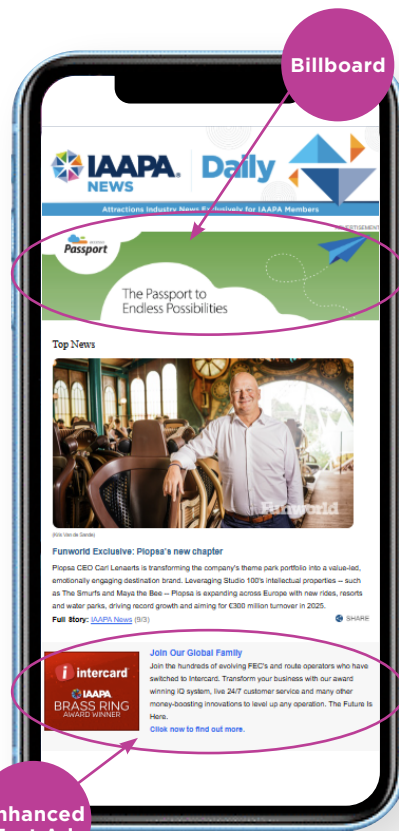 Billboard
IAAPA.
NEWS
Daily
Attractions Industry News Exclusively for IAAPA Members
Passport
The Passport to
Endless Possibilities
Top News
Funworld
Funworld Exclusive: Plopsa's new chapter
Plopsa CEO Carl Lenaerts is transforming the company's theme park portfolio into a value-led,
emotionally engaging destination brand. Leveraging Studio 100's intellectual properties -- such
as The Smurfs and Maya the Bee -- Plopsa is expanding across Europe with new rides, resorts
and water parks, driving record growth and aiming for €300 million turnover in 2025.
Full Story: IAAPA News (9/3)
SHARE
intercard
IAAPA
BRASS RING
AWARD WINNER
Join Our Global Family
Join the hundreds of evolving FEC's and route operators who have
switched to Intercard. Transform your business with our award
winning iQ system, live 24/7 customer service and many other
money-boosting innovations to level up any operation. The Future Is
Here.
Click now to find out more.